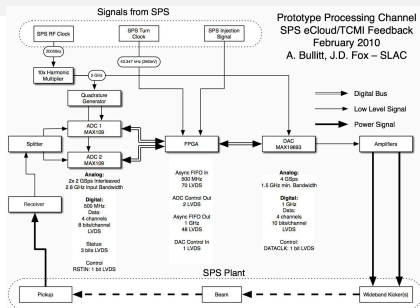 Signals from SPS
Prototype Processing Channel
SPS eCloud/TCMI Feedback
February 2010
A. Bullitt, J.D. Fox – SLAC
SPS RF Clock
SPS Turn
Clock
SPS Injection
Signal
200MHz
43.347 kHz (26GeV)
10x Harmonic
Multiplier
2 GHz
Quadrature
Generator
Digital Bus
Low Level Signal
Power Signal
Splitter
ADC 1
MAX109
ADC 2
MAX109
FPGA
DAC
MAX19693
Amplifiers
Analog:
2x 2 GSps Interleaved
2.8 GHz Input Bandwidth
Digital:
500 MHz
Data:
4 channels
8 bits/channel
LVDS
Status:
3 bits LVDS
Control
RSTIN: 1 bit LVDS
Async FIFO In
500 MHz
70 LVDS
ADC Control Out
2 LVDS
Async FIFO Out
1 GHz
48 LVDS
DAC Control In
1 LVDS
Analog:
4 GSps
1.5 GHz min. Bandwidth
Digital:
1 GHz
Data:
4 channels
10 bits/channel
LVDS
Control:
DATACLK: 1 bit LVDS
Receiver
SPS Plant
Pickup
Beam
Wideband Kicker(s)